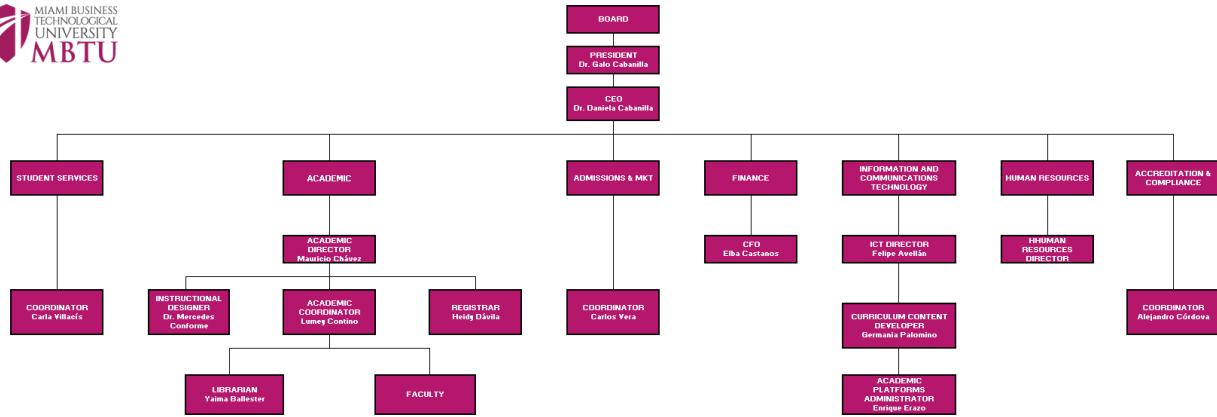 MIAMI BUSINESS
TECHNOLOGICAL
UNIVERSITY
MBTU
BOARD
PRESIDENT
Dr. Galo Cabanilla
CEO
Dr. Daniela Cabanilla
STUDENT SERVICES
ACADEMIC
ADMISSIONS & MKT
FINANCE
INFORMATION AND
COMMUNICATIONS
TECHNOLOGY
HUMAN RESOURCES
ACCREDITATION &
COMPLIANCE
ACADEMIC
DIRECTOR
Mauricio Chávez
CFO
Elba Castanos
ICT DIRECTOR
Felipe Avellán
HHUMAN
RESOURCES
DIRECTOR
COORDINATOR
Carla Villacís
INSTRUCTIONAL
DESIGNER
Dr. Mercedes
Conforme
ACADEMIC
COORDINATOR
Lumey Contino
REGISTRAR
Heidy Dávila
COORDINATOR
Carlos Vera
CURRICULUM CONTENT
DEVELOPER
Germania Palomino
COORDINATOR
Alejandro Córdova
LIBRARIAN
Yaima Ballester
FACULTY
ACADEMIC
PLATFORMS
ADMINISTRATOR
Enrique Erazo